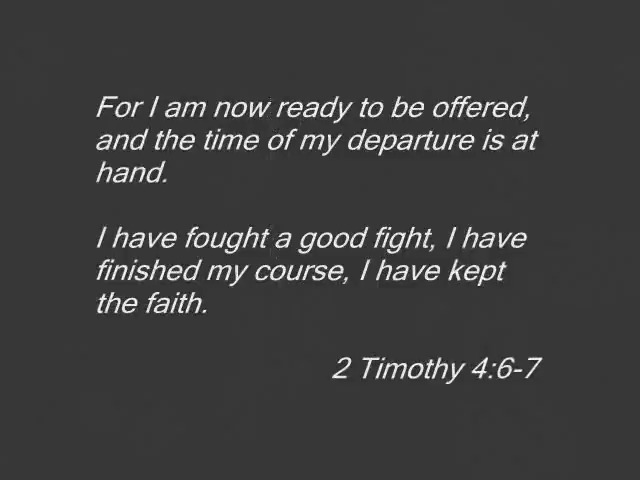 For I am now ready to be offered,
and the time of my departure is at
hand.
I have fought a good fight, I have
finished my course, I have kept
the faith.
2 Timothy 4:6-7